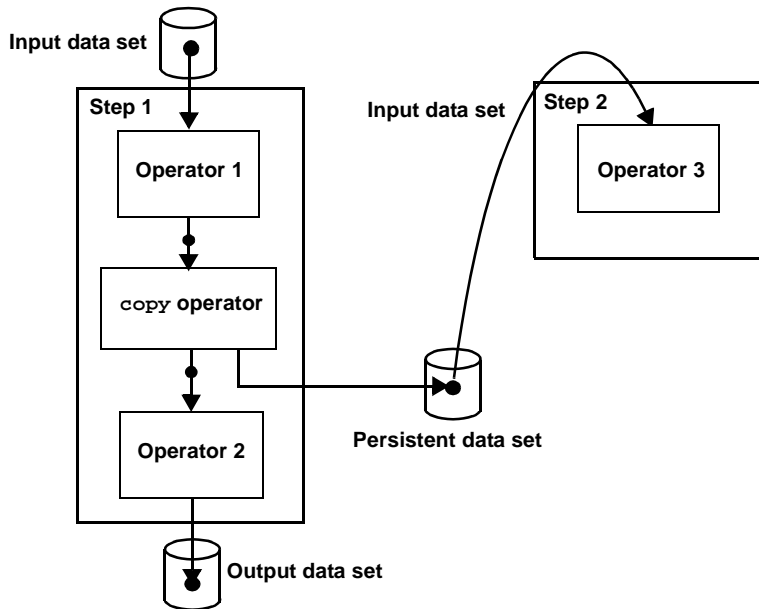 Input data set
Step 1
Operator 1
copy operator
Operator 2
Output data set
Persistent data set
Input data set
Step 2
Operator 3